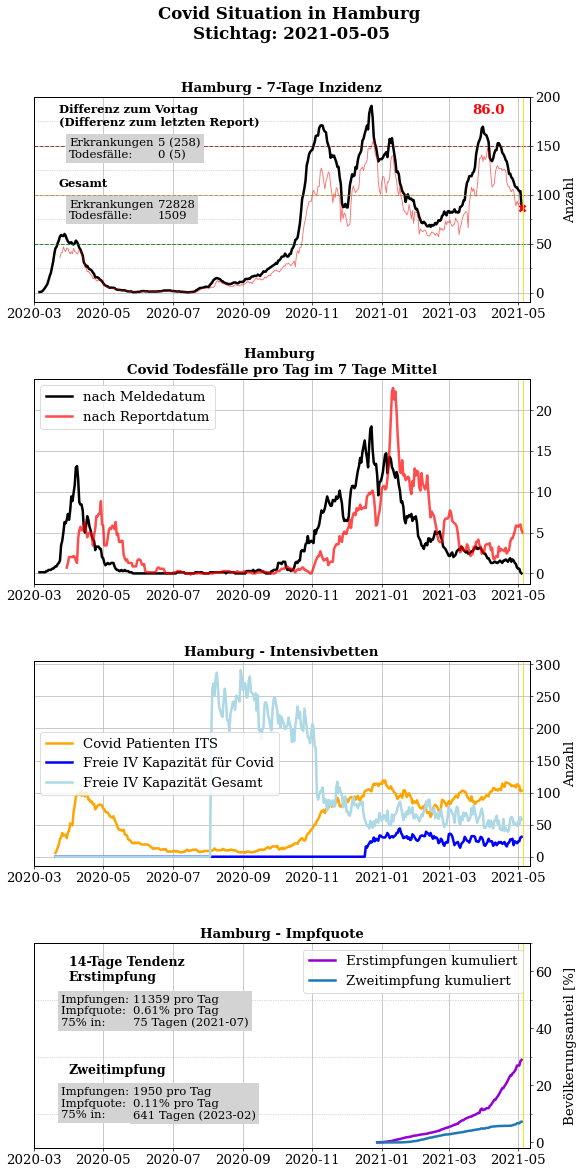 Covid Situation in Hamburg
Stichtag: 2021-05-05
Hamburg - 7-Tage Inzidenz
Differenz zum Vortag
(Differenz zum letzten Report)
Erkrankungen 5 (258)
Todesfälle: 0 (5)
Gesamt
Erkrankungen 72828
Todesfälle: 1509
86.0
200
150
100
50
0
Anzahl
2020-03 2020-05 2020-07 2020-09 2020-11 2021-01 2021-03 2021-05
Hamburg
Covid Todesfälle pro Tag im 7 Tage Mittel
nach Meldedatum
nach Reportdatum
20
15
10
5
0
2020-03 2020-05 2020-07 2020-09 2020-11 2021-01 2021-03 2021-05
Hamburg - Intensivbetten
Covid Patienten ITS
Freie IV Kapazität für Covid
Freie IV Kapazität Gesamt
300
250
200
150
100
50
0
Anzahl
2020-03 2020-05 2020-07 2020-09 2020-11 2021-01 2021-03 2021-05
Hamburg - Impfquote
14-Tage Tendenz
Erstimpfung
Impfungen: 11359 pro Tag
Impfquote: 0.61% pro Tag
75% in: 75 Tagen (2021-07)
Zweitimpfung
Impfungen: 1950 pro Tag
Impfquote: 0.11% pro Tag
75% in: 641 Tagen (2023-02)
Erstimpfungen kumuliert
Zweitimpfung kumuliert
60
40
20
0
Bevölkerungsanteil [%]
2020-03 2020-05 2020-07 2020-09 2020-11 2021-01 2021-03 2021-05